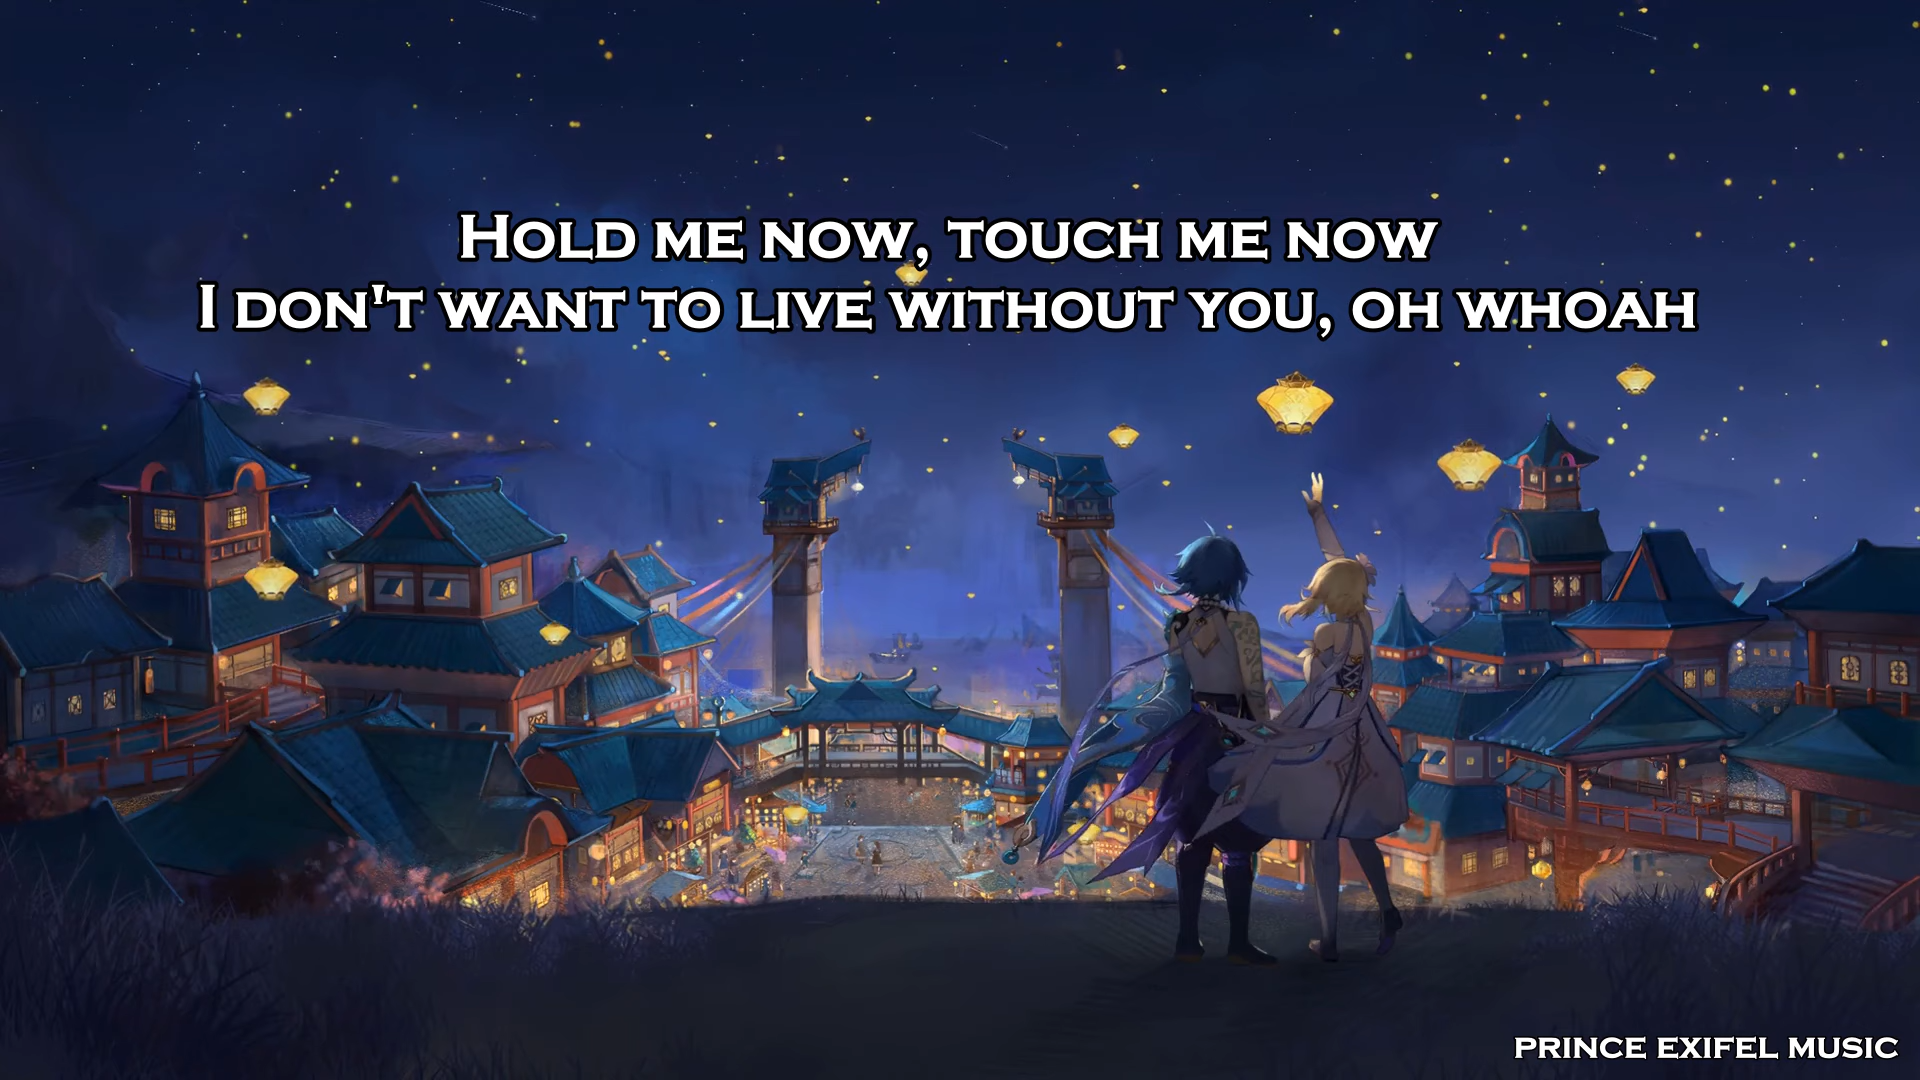 Hold me now, touch me now
I don't want to live without you, oh whoah
PRINCE EXIFEL MUSIC